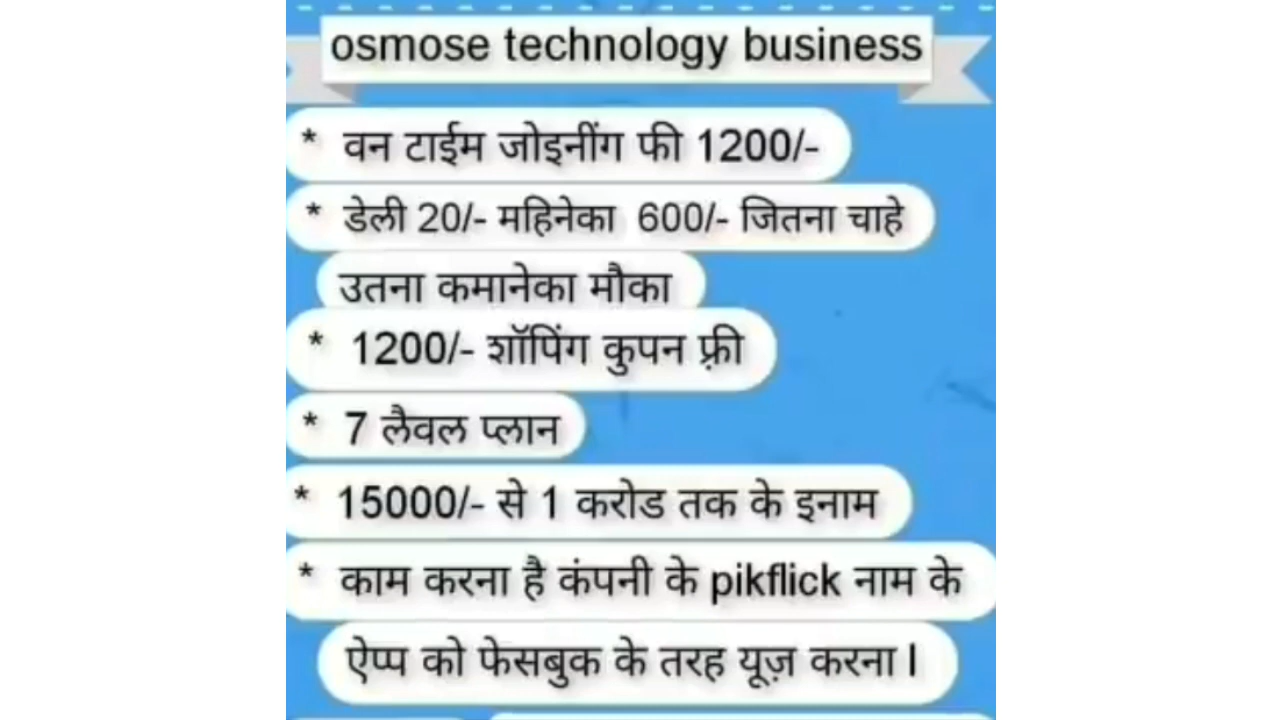 osmose technology business
* वन टाईम जोइनींग फी 1200/-
* डेली 20/- महिनेका 600/- जितना चाहे
उतना कमानेका मौका
* 1200/- शॉपिंग कुपन फ़्री
* 7 लैवल प्लान
* 15000/- से 1 करोड तक के इनाम
* काम करना है कंपनी के pikflick नाम के
ऐप्प को फेसबुक के तरह यूज़ करना l